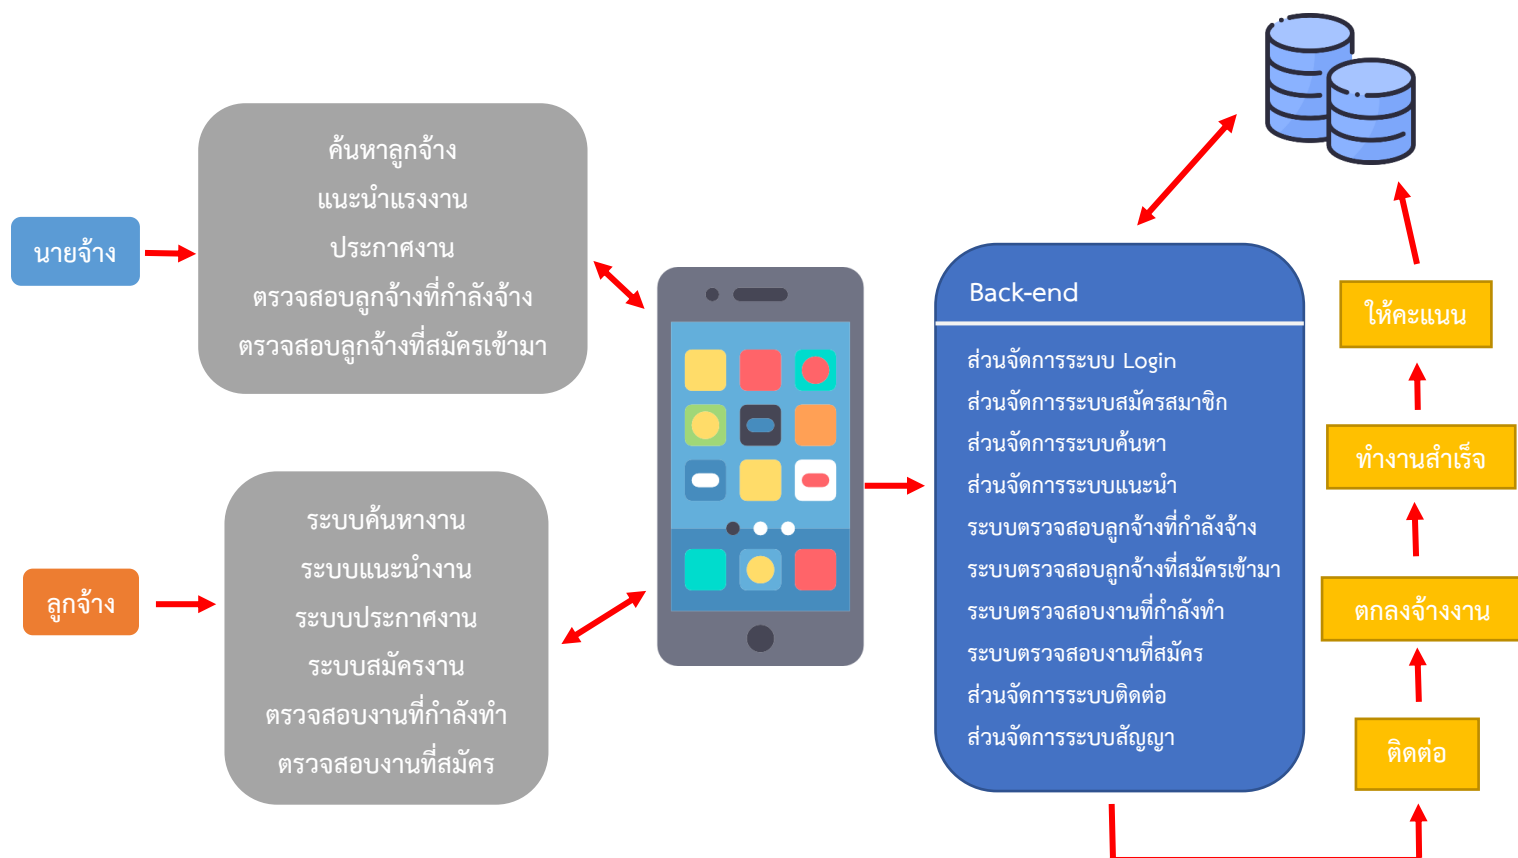 นายจ้าง
ค้นหาลูกจ้าง
แนะนำแรงงาน
ประกาศงาน
ตรวจสอบลูกจ้างที่กำลังจ้าง
ตรวจสอบลูกจ้างที่สมัครเข้ามา
ลูกจ้าง
ระบบค้นหางาน
ระบบแนะนำงาน
ระบบประกาศงาน
ระบบสมัครงาน
ตรวจสอบงานที่กำลังทำ
ตรวจสอบงานที่สมัคร
Back-end
ส่วนจัดการระบบ Login
ส่วนจัดการระบบสมัครสมาชิก
ส่วนจัดการระบบค้นหา
ส่วนจัดการระบบแนะนำ
ระบบตรวจสอบลูกจ้างที่กำลังจ้าง
ระบบตรวจสอบลูกจ้างที่สมัครเข้ามา
ระบบตรวจสอบงานที่กำลังทำ
ระบบตรวจสอบงานที่สมัคร
ส่วนจัดการระบบติดต่อ
ส่วนจัดการระบบสัญญา
ให้คะแนน
ทำงานสำเร็จ
ตกลงจ้างงาน
ติดต่อ